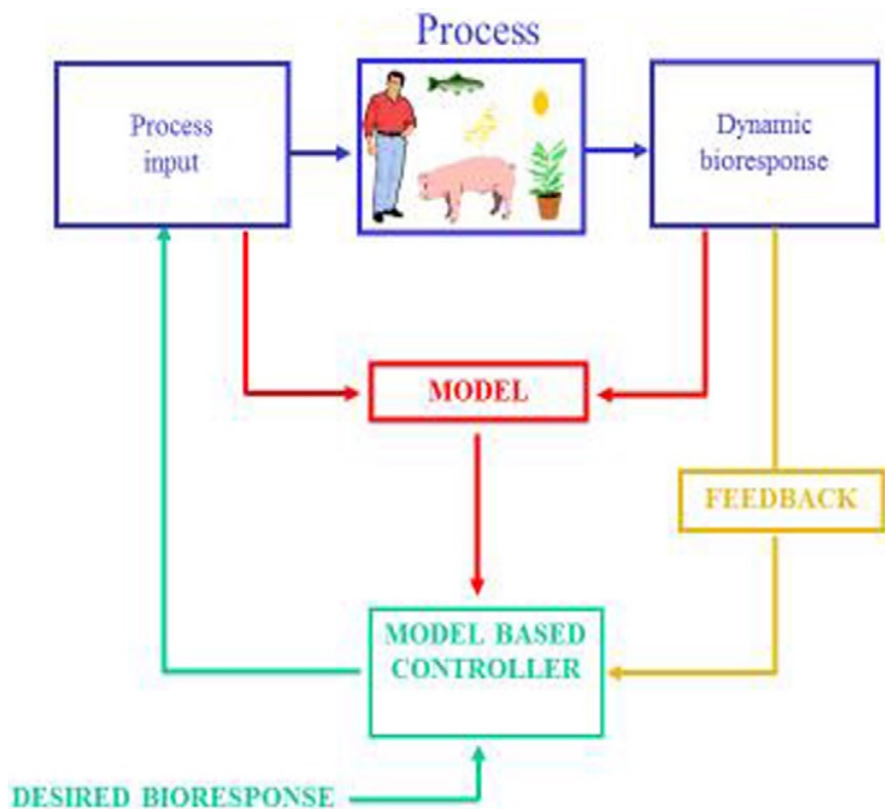 Process
Process
input
Dynamic
bioresponse
MODEL
FEEDBACK
MODEL BASED
CONTROLLER
DESIRED BIORESPONSE